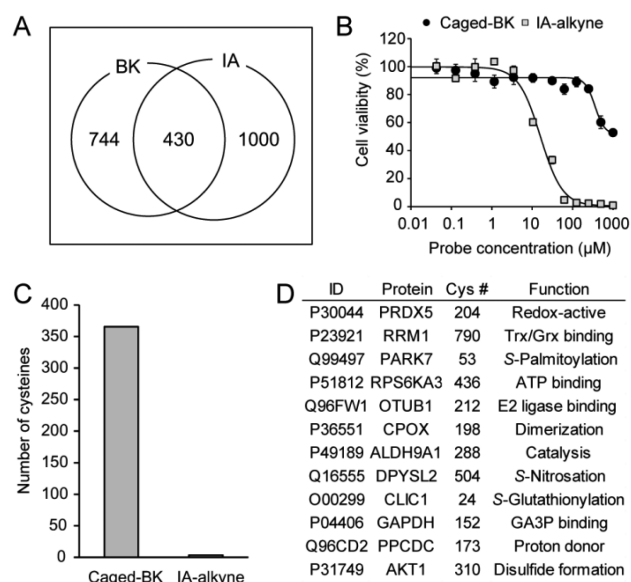 A
BK
IA
744
430
1000
B
Caged-BK
IA-alkyne
Cell vialibity (%)
120
100
80
60
40
20
0
0.01 1 100 1000
Probe concentration (µM)
C
Number of cysteines
400
350
300
250
200
150
100
50
0
Caged-BK IA-alkyne
D
ID Protein Cys # Function
P30044 PRDX5 204 Redox-active
P23921 RRM1 790 Trx/Grx binding
Q99497 PARK7 53 S-Palmitoylation
P51812 RPS6KA3 436 ATP binding
Q96FW1 OTUB1 212 E2 ligase binding
P36551 CPOX 198 Dimerization
P49189 ALDH9A1 288 Catalysis
Q16555 DPYSL2 504 S-Nitrosation
O00299 CLIC1 24 S-Glutathionylation
P04406 GAPDH 152 GA3P binding
Q96CD2 PPCDC 173 Proton donor
P31749 AKT1 310 Disulfide formation